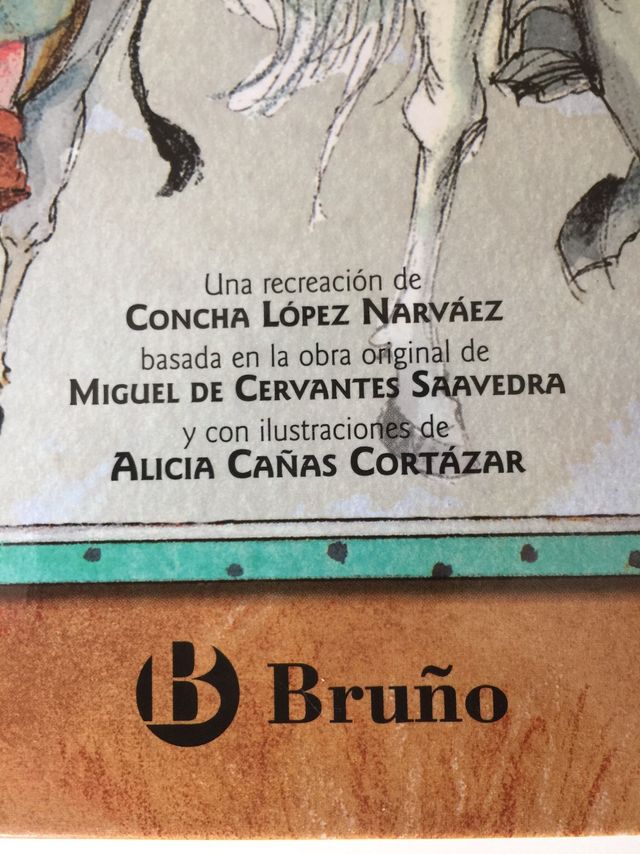 Una recreación de
CONCHA LÓPEZ NARVÁEZ
basada en la obra original de
MIGUEL DE CERVANTES SAAVEDRA
y con ilustraciones de
ALICIA CAÑAS CORTÁZAR
B Bruño